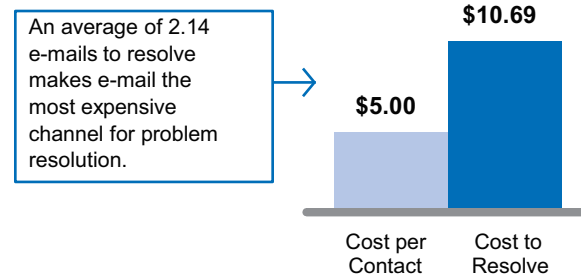 An average of 2.14
e-mails to resolve
makes e-mail the
most expensive
channel for problem
resolution.
$5.00
$10.69
Cost per
Contact
Cost to
Resolve